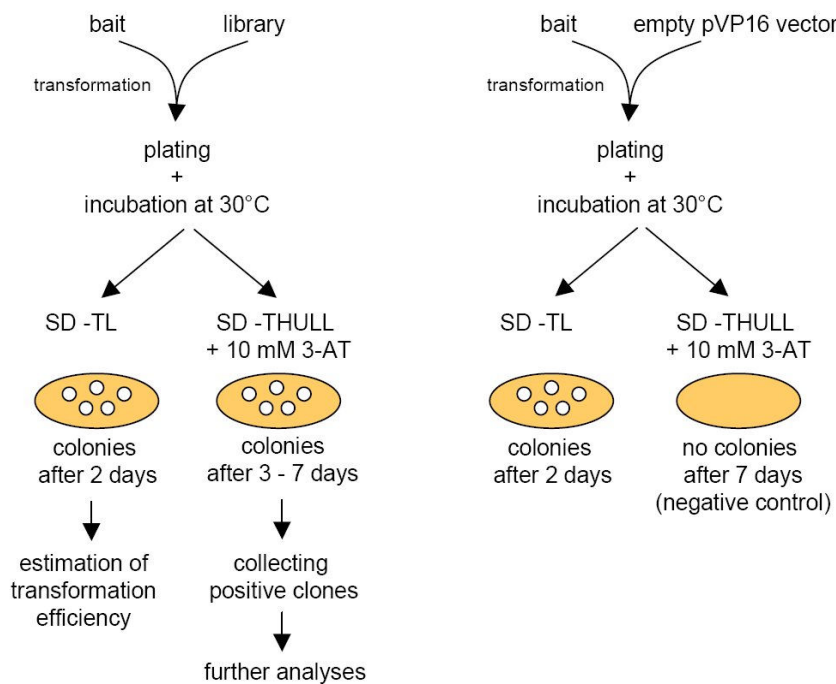 bait
library
transformation
plating
+
incubation at 30°C
SD -TL
SD -THULL
+ 10 mM 3-AT
colonies
after 2 days
colonies
after 3 - 7 days
estimation of
transformation
efficiency
collecting
positive clones
further analyses
bait
empty pVP16 vector
transformation
plating
+
incubation at 30°C
SD -TL
SD -THULL
+ 10 mM 3-AT
colonies
after 2 days
no colonies
after 7 days
(negative control)